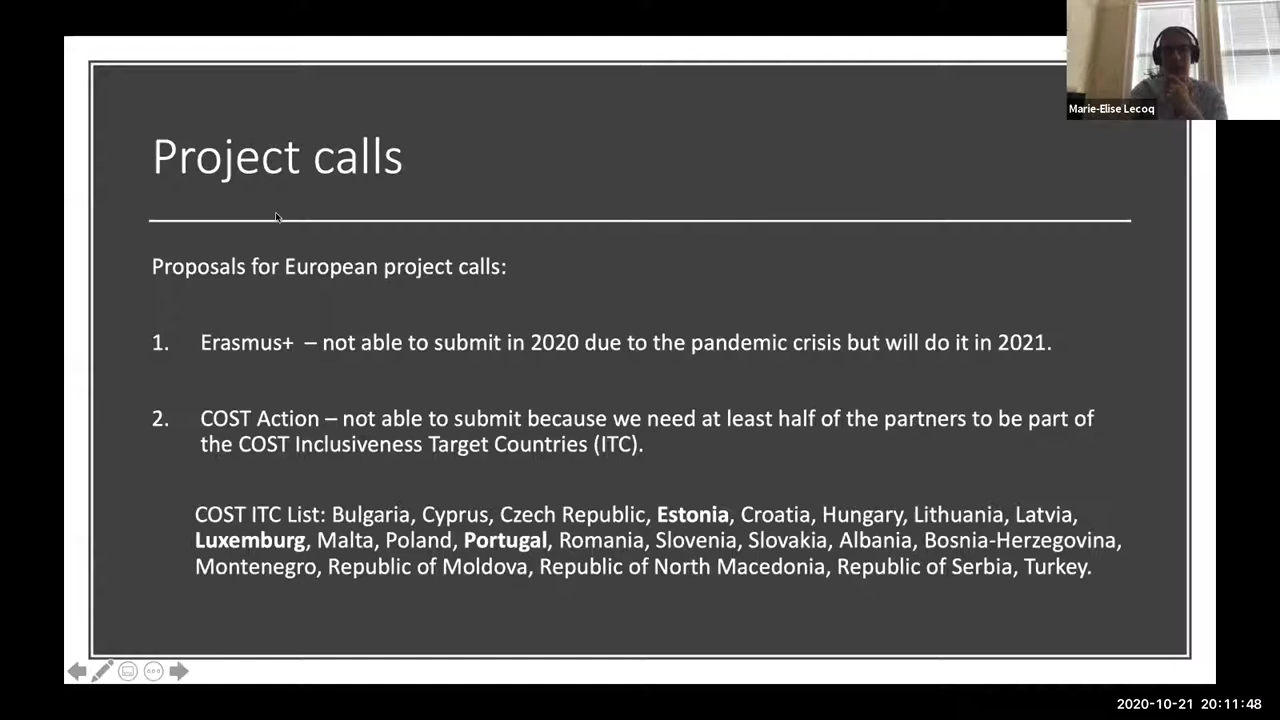 Marie-Elise Lecoq
Project calls
Proposals for European project calls:
1. Erasmus+ – not able to submit in 2020 due to the pandemic crisis but will do it in 2021.
2. COST Action – not able to submit because we need at least half of the partners to be part of
the COST Inclusiveness Target Countries (ITC).
COST ITC List: Bulgaria, Cyprus, Czech Republic, Estonia, Croatia, Hungary, Lithuania, Latvia,
Luxemburg, Malta, Poland, Portugal, Romania, Slovenia, Slovakia, Albania, Bosnia-Herzegovina,
Montenegro, Republic of Moldova, Republic of North Macedonia, Republic of Serbia, Turkey.
2020-10-21 20:11:48